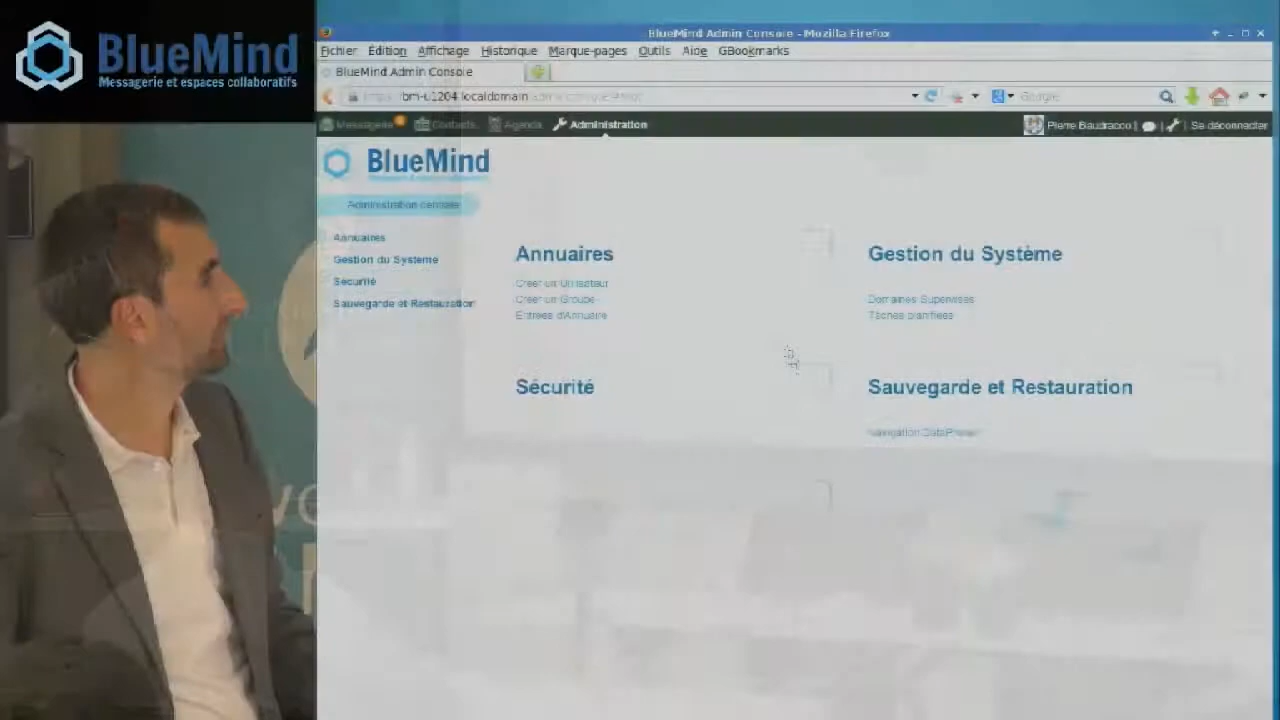 BlueMind
Messagerie et espaces collaboratifs
BlueMind Admin Console - Mozilla Firefox
Fichier Édition Affichage Historique Marque-pages Outils Aide GBookmarks
BlueMind Admin Console
bm-u1204.localdomain
Google
Messagerie Contacts Agenda Administration
Pierre Baudracco | Se déconnecter
BlueMind
Administration centrale
Annuaires
Gestion du Système
Sécurité
Sauvegarde et Restauration
Annuaires
Créer un Utilisateur
Créer un Groupe
Entrées d'Annuaire
Gestion du Système
Domaines Supervisés
Tâches planifiées
Sécurité
Sauvegarde et Restauration
Navigation DataProtect